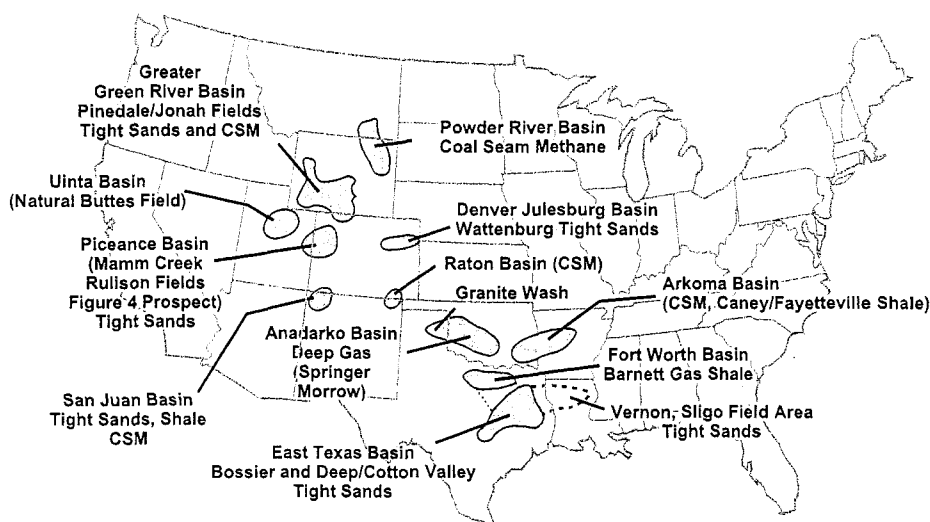 Greater
Green River Basin
Pinedale/Jonah Fields
Tight Sands and CSM
Powder River Basin
Coal Seam Methane
Uinta Basin
(Natural Buttes Field)
Denver Julesburg Basin
Wattenburg Tight Sands
Piceance Basin
(Mamm Creek
Rulison Fields
Figure 4 Prospect)
Tight Sands
Raton Basin (CSM)
Granite Wash
Arkoma Basin
(CSM, Caney/Fayetteville Shale)
Anadarko Basin
Deep Gas
(Springer
Morrow)
Fort Worth Basin
Barnett Gas Shale
San Juan Basin
Tight Sands, Shale
CSM
Vernon, Sligo Field Area
Tight Sands
East Texas Basin
Bossier and Deep/Cotton Valley
Tight Sands